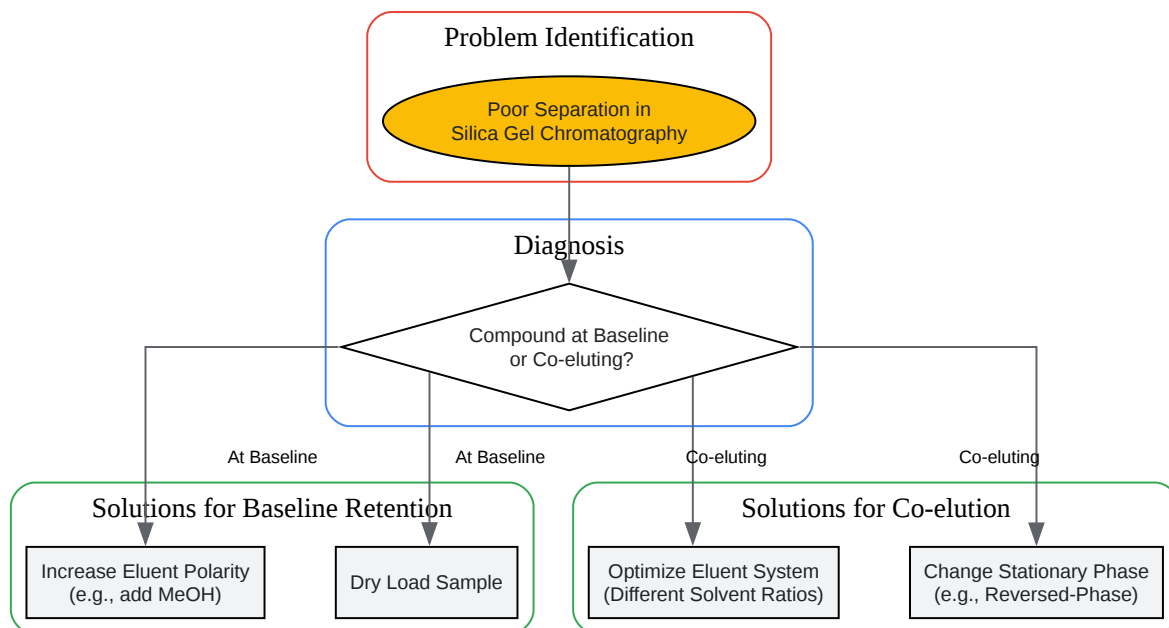 Problem Identification
Poor Separation in
Silica Gel Chromatography
Diagnosis
Compound at Baseline
or Co-eluting?
At Baseline
At Baseline
Co-eluting
Co-eluting
Solutions for Baseline Retention
Solutions for Co-elution
Increase Eluent Polarity
(e.g., add MeOH)
Dry Load Sample
Optimize Eluent System
(Different Solvent Ratios)
Change Stationary Phase
(e.g., Reversed-Phase)